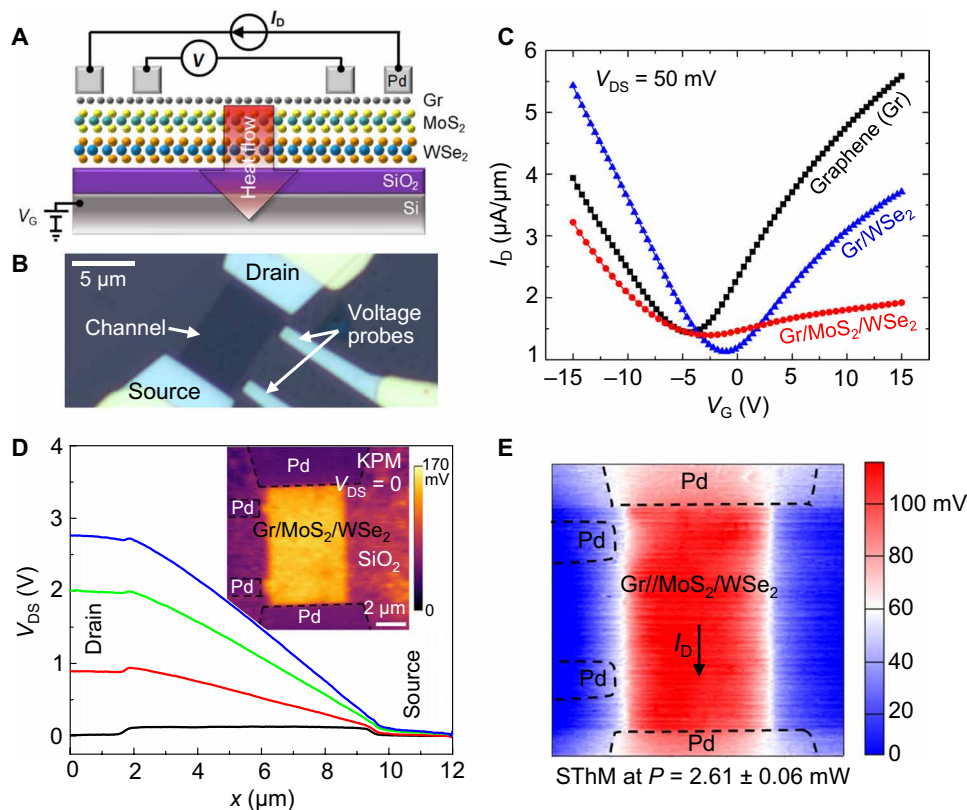 A
I_D
V
Pd
Gr
MoS₂
WSe₂
Heat flow
SiO₂
Si
V_G
B
5 µm
Drain
Channel
Voltage
probes
Source
C
V_DS = 50 mV
Graphene (Gr)
Gr/WSe₂
Gr/MoS₂/WSe₂
I_D (µA/µm)
6
5
4
3
2
1
−15 −10 −5 0 5 10 15
V_G (V)
D
V_DS (V)
4
3
2
1
0
Drain
Source
0 2 4 6 8 10 12
x (µm)
Pd
KPM
V_DS = 0
Pd
Gr/MoS₂/WSe₂
SiO₂
Pd
Pd
2 µm
170
mV
0
E
Pd
Pd
Gr//MoS₂/WSe₂
I_D
Pd
Pd
100 mV
80
60
40
20
0
SThM at P = 2.61 ± 0.06 mW